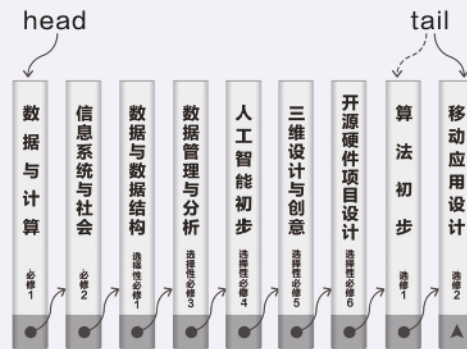 head
tail
数据与计算
必修1
信息系统与社会
必修2
数据与数据结构
选择性必修1
数据管理与分析
选择性必修3
人工智能初步
选择性必修4
三维设计与创意
选择性必修5
开源硬件项目设计
选择性必修6
算法初步
选修1
移动应用设计
选修2